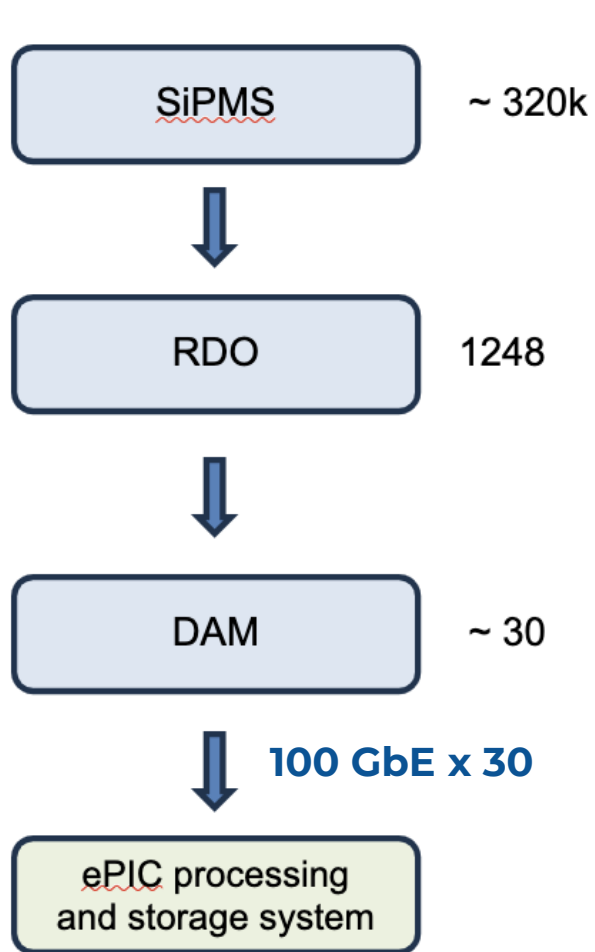 SiPMS
~ 320k
RDO
1248
DAM
~ 30
100 GbE x 30
ePIC processing
and storage system